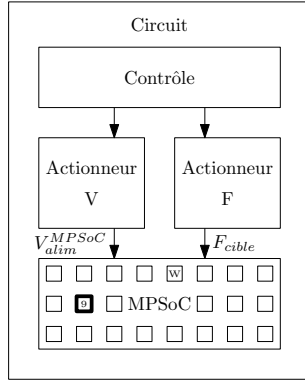 Circuit
Contrôle
Actionneur Actionneur
V F
V_{alim}^{MPSoC} F_{cible}
W
9 MPSoC